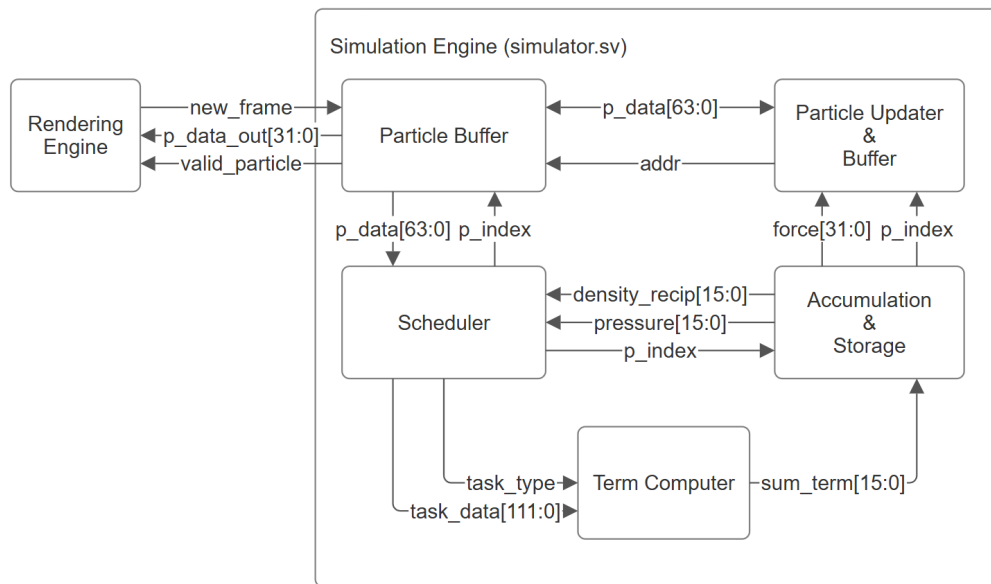 Simulation Engine (simulator.sv)
Rendering
Engine
new_frame
p_data_out[31:0]
valid_particle
Particle Buffer
p_data[63:0]
addr
Particle Updater
&
Buffer
p_data[63:0]
p_index
force[31:0]
p_index
Scheduler
density_recip[15:0]
pressure[15:0]
p_index
Accumulation
&
Storage
task_type
task_data[111:0]
Term Computer
sum_term[15:0]